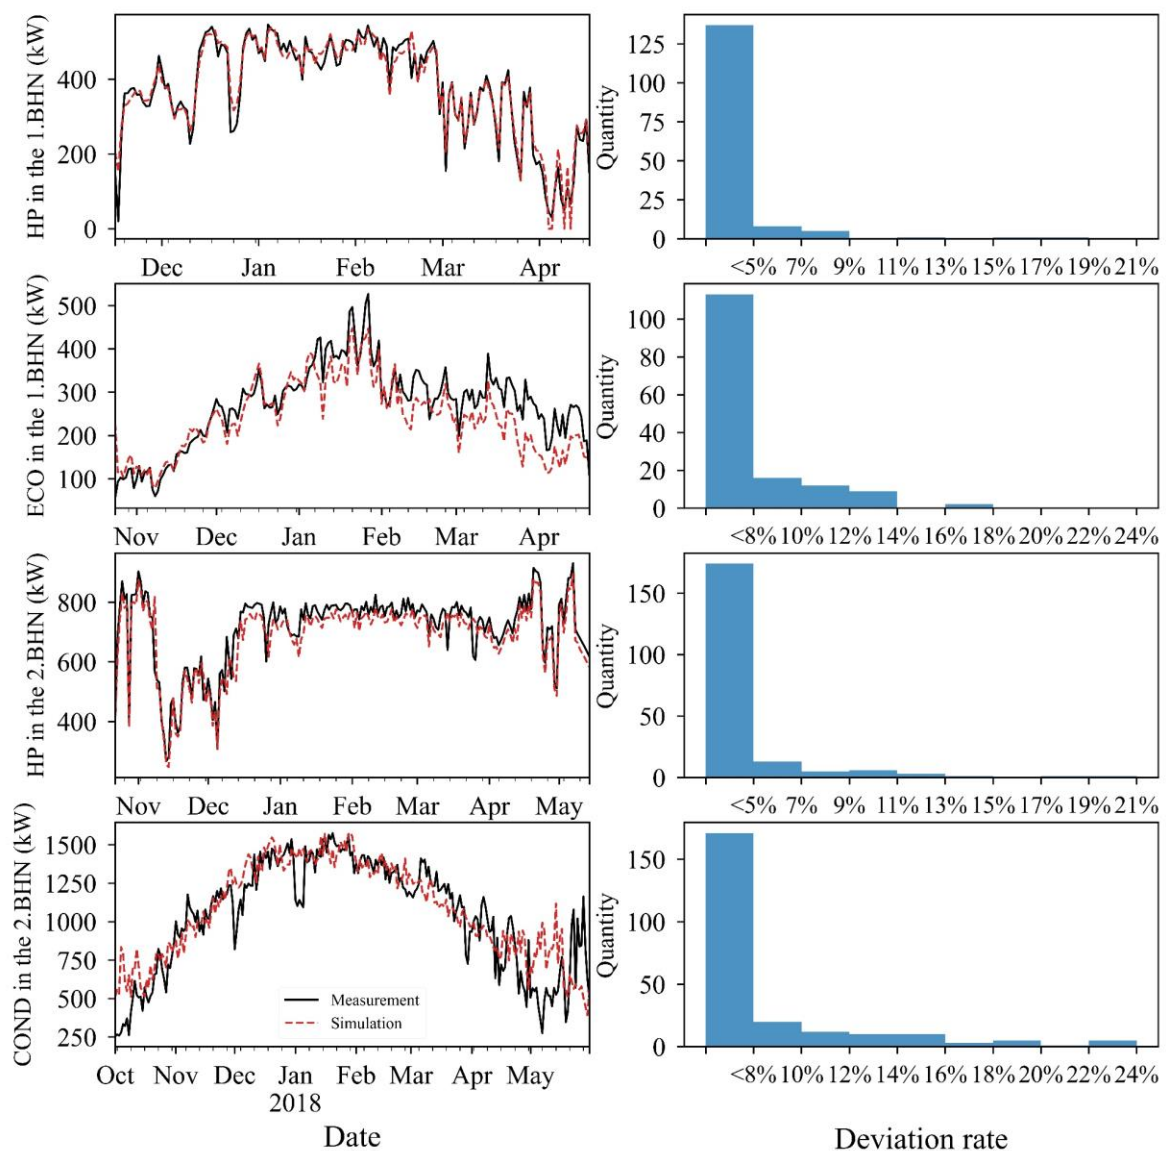 HP in the 1.BHN (kW)
400
200
0
Dec Jan Feb Mar Apr
Quantity
125
100
75
50
25
0
<5% 7% 9% 11% 13% 15% 17% 19% 21%
ECO in the 1.BHN (kW)
500
400
300
200
100
Nov Dec Jan Feb Mar Apr
Quantity
100
80
60
40
20
0
<8% 10% 12% 14% 16% 18% 20% 22% 24%
HP in the 2.BHN (kW)
800
600
400
Nov Dec Jan Feb Mar Apr May
Quantity
150
100
50
0
<5% 7% 9% 11% 13% 15% 17% 19% 21%
COND in the 2.BHN (kW)
1500
1250
1000
750
500
250
Measurement
Simulation
Oct Nov Dec Jan Feb Mar Apr May
2018
Date
Quantity
150
100
50
0
<8% 10% 12% 14% 16% 18% 20% 22% 24%
Deviation rate